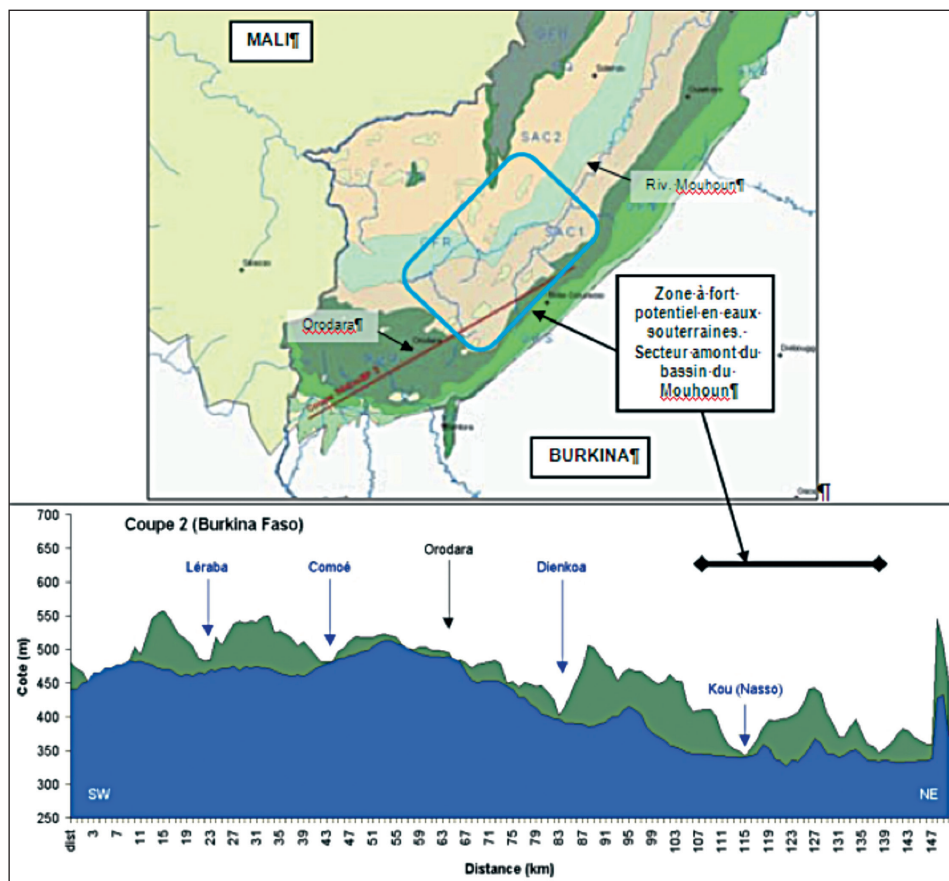 MALI¶
SAC2
Riv.·Mouhoun¶
SAC1
GFR
Orodara¶
Orodara
Zone·à·fort·
potentiel·en·eaux·
souterraines.·
Secteur·amont·du·
bassin·du·
Mouhoun¶
BURKINA¶
¶
Coupe 2 (Burkina Faso)
Léraba
Comoé
Orodara
Dienkoa
Kou (Nasso)
Cote (m)
700
650
600
550
500
450
400
350
300
250
SW
NE
dist 3 7 11 15 19 23 27 31 35 39 43 47 51 55 59 63 67 71 75 79 83 87 91 95 99 103 107 111 115 119 123 127 131 135 139 143 147
Distance (km)